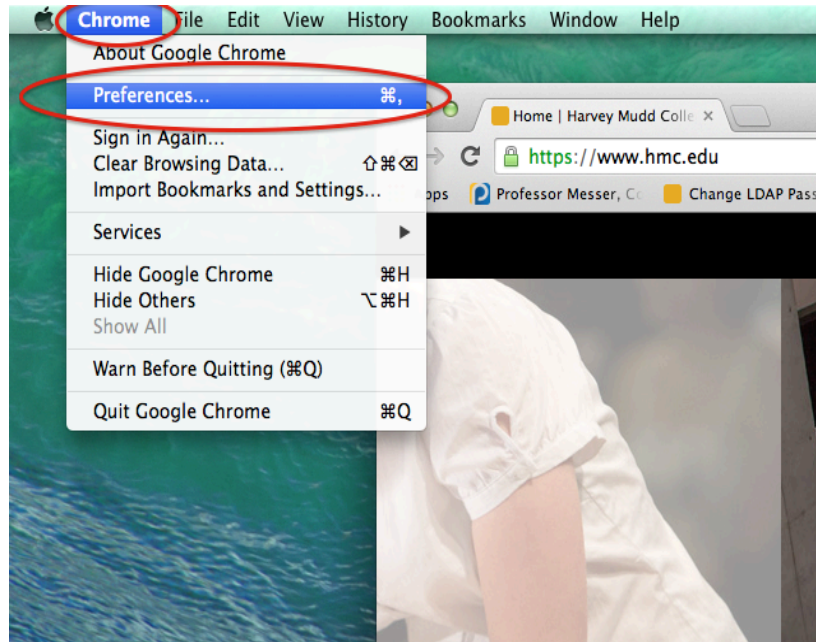 Chrome File Edit View History Bookmarks Window Help
About Google Chrome
Preferences... ⌘,
Sign in Again...
Clear Browsing Data... ⇧⌘⌫
Import Bookmarks and Settings...
Services ▶
Hide Google Chrome ⌘H
Hide Others ⌥⌘H
Show All
Warn Before Quitting (⌘Q)
Quit Google Chrome ⌘Q
Home | Harvey Mudd Colle ×
https://www.hmc.edu
pps Professor Messer, Co Change LDAP Pass